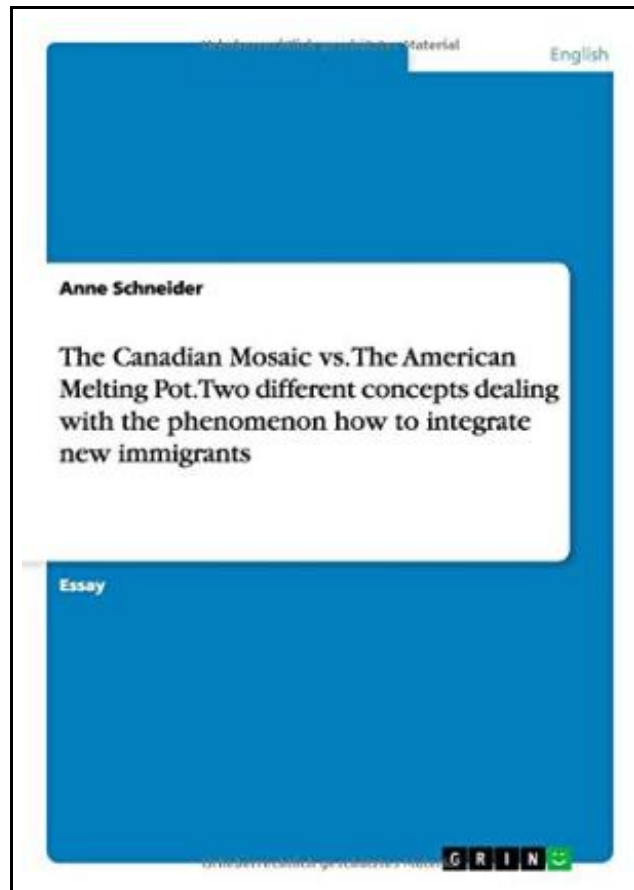 Material
English
Anne Schneider
The Canadian Mosaic vs. The American
Melting Pot. Two different concepts dealing
with the phenomenon how to integrate
new immigrants
Essay
GRIN